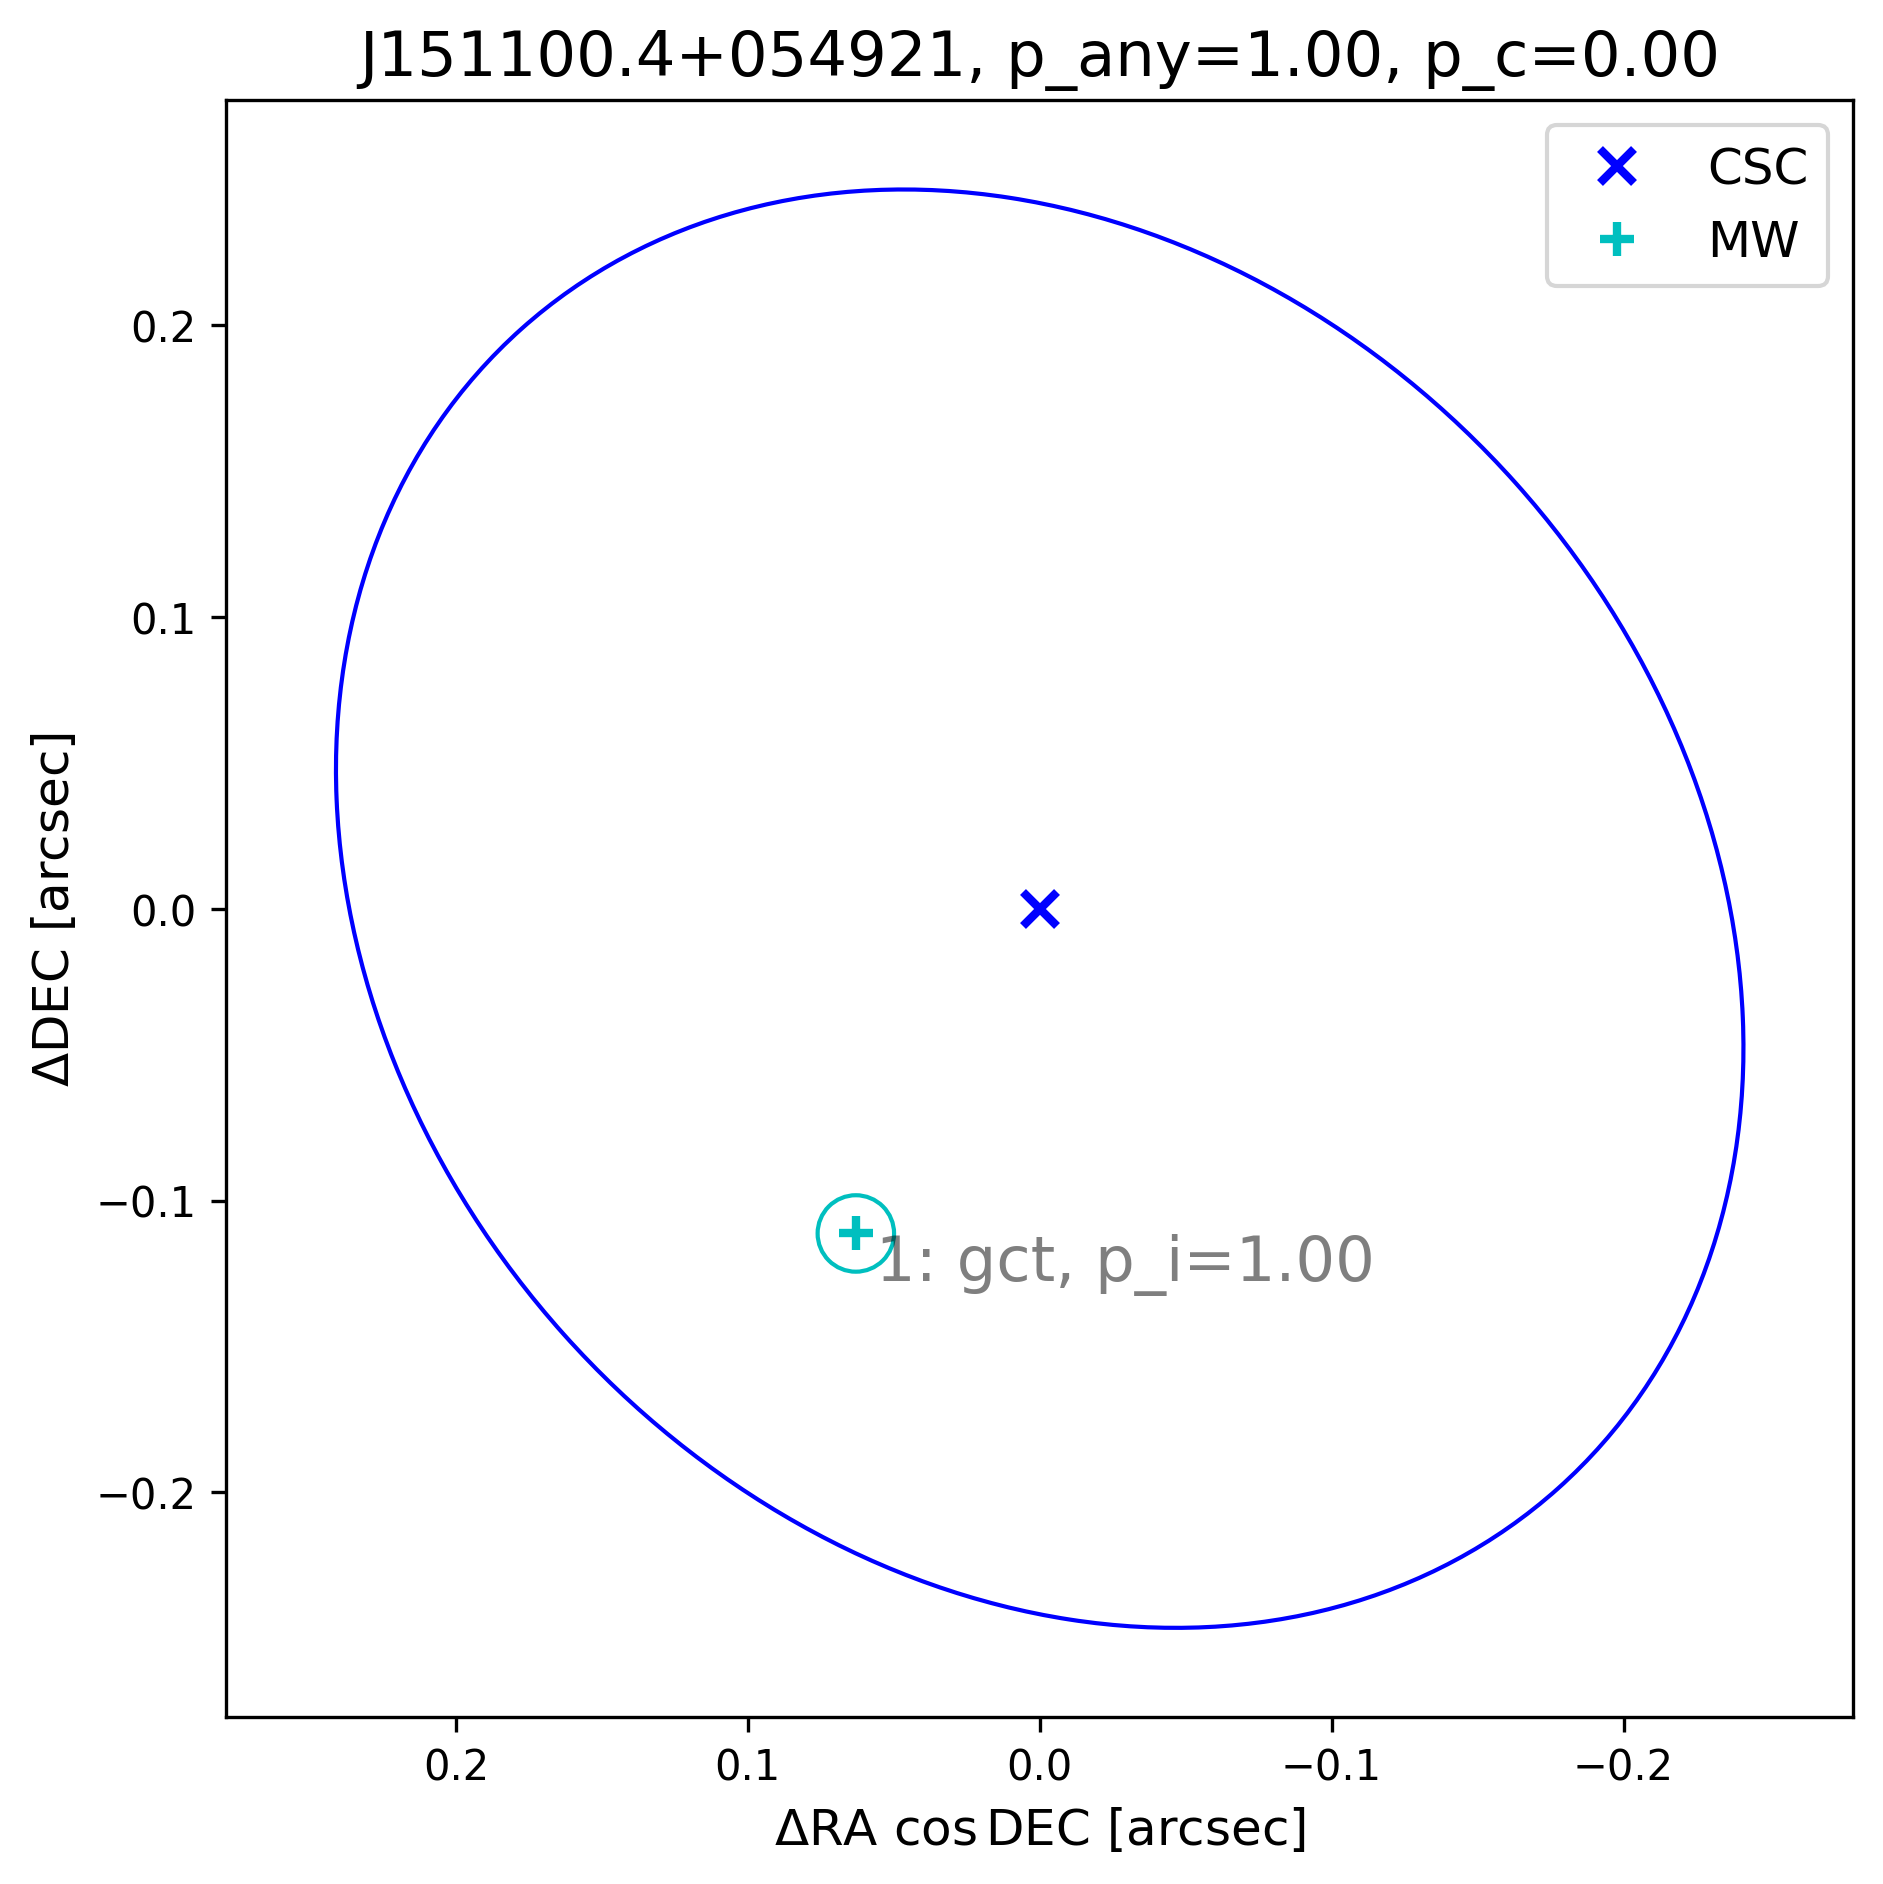 J151100.4+054921, p_any=1.00, p_c=0.00
CSC
MW
0.2
0.1
0.0
−0.1
−0.2
ΔDEC [arcsec]
1: gct, p_i=1.00
0.2
0.1
0.0
−0.1
−0.2
ΔRA cos DEC [arcsec]